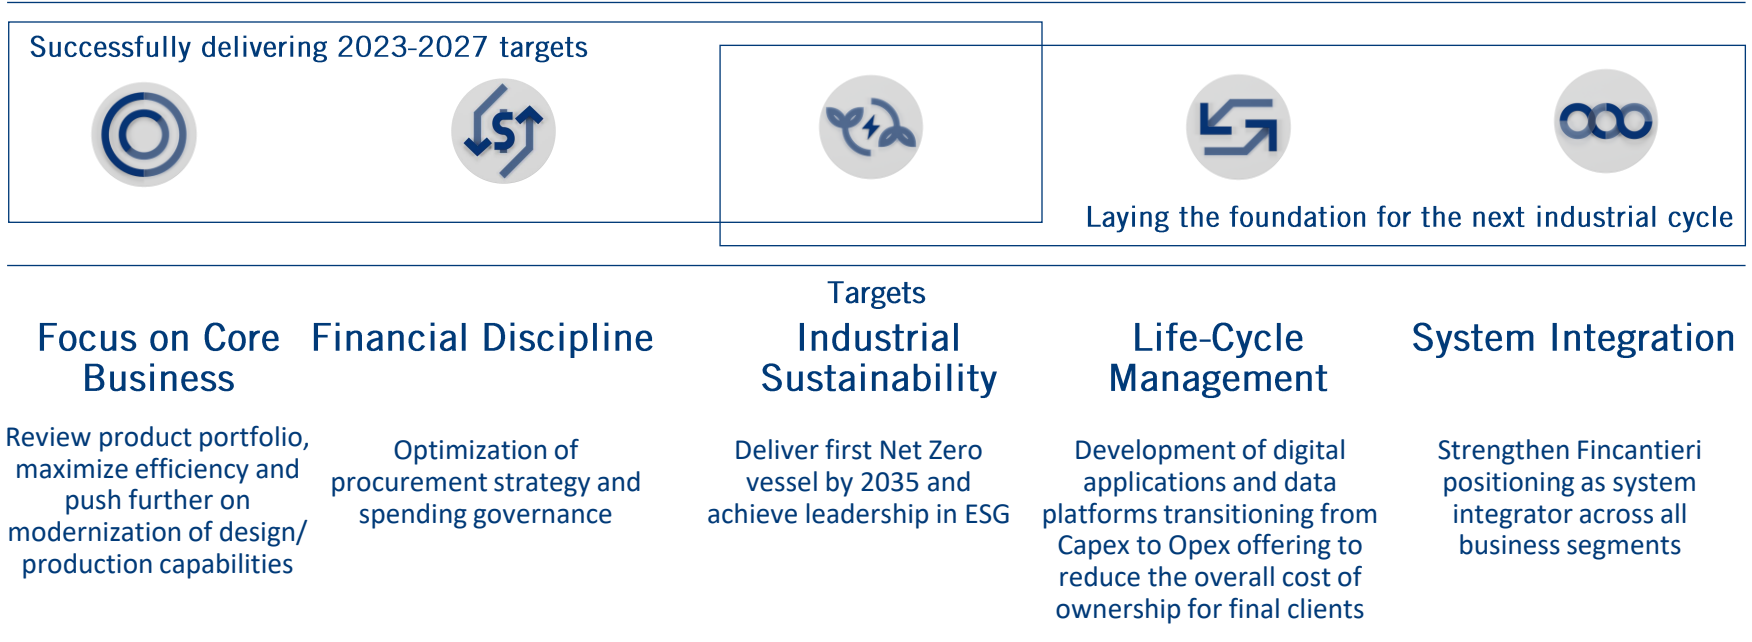 Successfully delivering 2023-2027 targets
$
Laying the foundation for the next industrial cycle
Targets
Focus on Core
Business
Review product portfolio,
maximize efficiency and
push further on
modernization of design/
production capabilities
Financial Discipline
Optimization of
procurement strategy and
spending governance
Industrial
Sustainability
Deliver first Net Zero
vessel by 2035 and
achieve leadership in ESG
Life-Cycle
Management
Development of digital
applications and data
platforms transitioning from
Capex to Opex offering to
reduce the overall cost of
ownership for final clients
System Integration
Strengthen Fincantieri
positioning as system
integrator across all
business segments